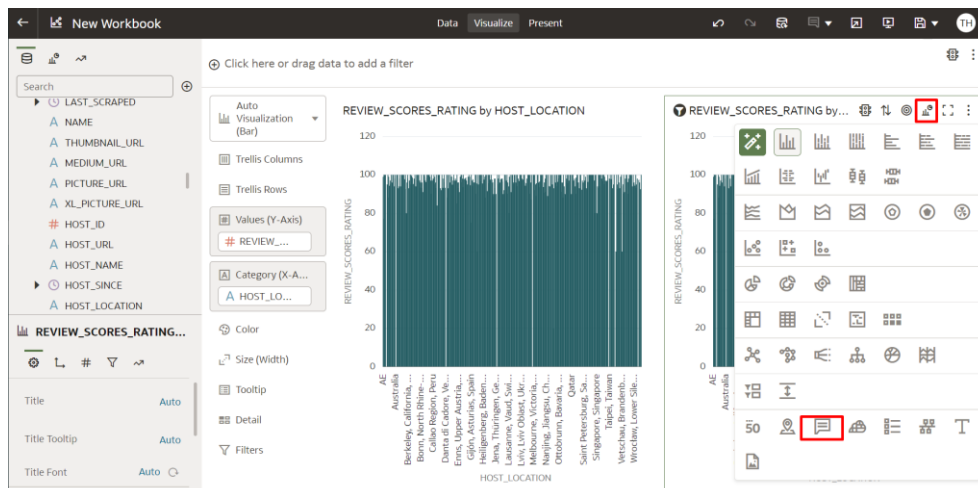 New Workbook
Data
Visualize
Present
TH
Click here or drag data to add a filter
Search
LAST_SCRAPED
A NAME
A THUMBNAIL_URL
A MEDIUM_URL
A PICTURE_URL
A XL_PICTURE_URL
# HOST_ID
A HOST_URL
A HOST_NAME
HOST_SINCE
A HOST_LOCATION
REVIEW_SCORES_RATING...
#
Title Auto
Title Tooltip Auto
Title Font Auto
Auto
Visualization
(Bar)
Trellis Columns
Trellis Rows
Values (Y-Axis)
# REVIEW_...
A Category (X-A...
A HOST_LO...
Color
Size (Width)
Tooltip
Detail
Filters
REVIEW_SCORES_RATING by HOST_LOCATION
REVIEW_SCORES_RATING
120
100
80
60
40
20
0
AE
Australia
Berkeley, California, ...
Bonn, North Rhine-...
Callao Region, Peru
Danta di Cadore, Ve...
Enns, Upper Austria,...
Gijón, Asturias, Spain
Heiligenberg, Baden...
Jena, Thuringen, Ge...
Lausanne, Vaud, Swi...
Lviv, Lviv Oblast, Ukr...
Melbourne, Victoria,...
Nanjing, Jiangsu, Ch...
Ottobrunn, Bavaria, ...
Qatar
Saint Petersburg, Sa...
Singapore, Singapore
Taipei, Taiwan
Vetschau, Brandenb...
Wrocław, Lower Sile...
HOST_LOCATION
REVIEW_SCORES_RATING by...
REVIEW_SCORES_RATING
120
100
80
60
40
20
0
AE
Australia
50
T